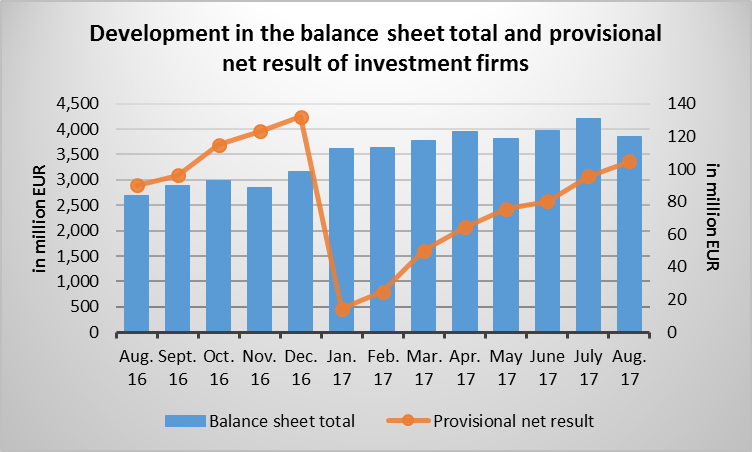 Development in the balance sheet total and provisional
net result of investment firms
in million EUR
4,500
4,000
3,500
3,000
2,500
2,000
1,500
1,000
500
0
140
120
100
80
60
40
20
0
in million EUR
Aug. Sept. Oct. Nov. Dec. Jan. Feb. Mar. Apr. May June July Aug.
16 16 16 16 16 17 17 17 17 17 17 17 17
Balance sheet total Provisional net result